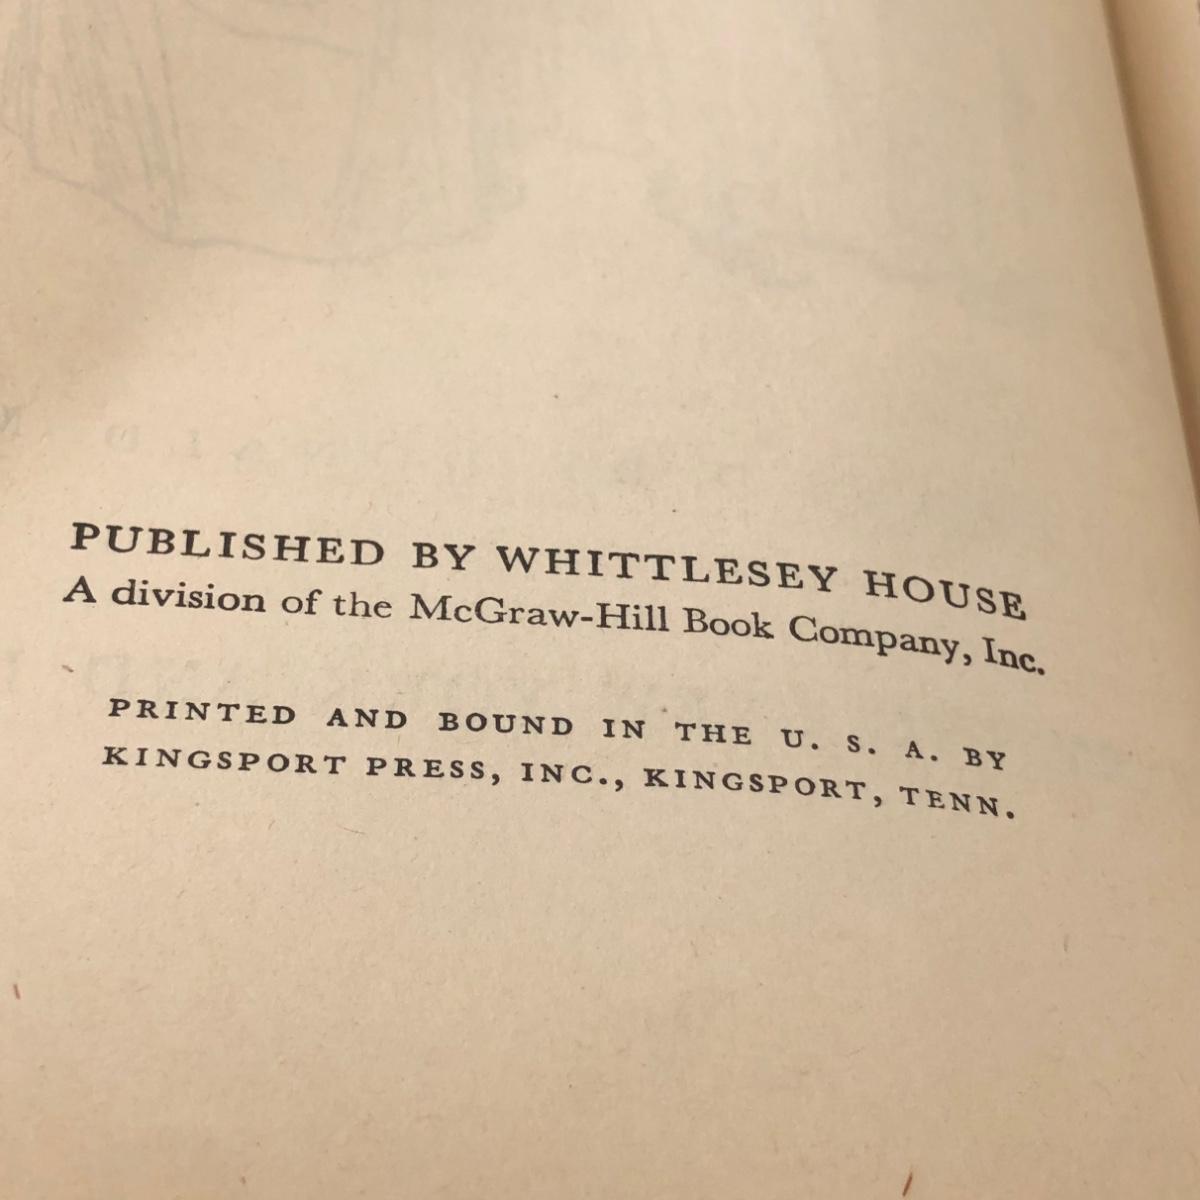 PUBLISHED BY WHITTLESEY HOUSE
A division of the McGraw-Hill Book Company, Inc.
PRINTED AND BOUND IN THE U. S. A. BY
KINGSPORT PRESS, INC., KINGSPORT, TENN.